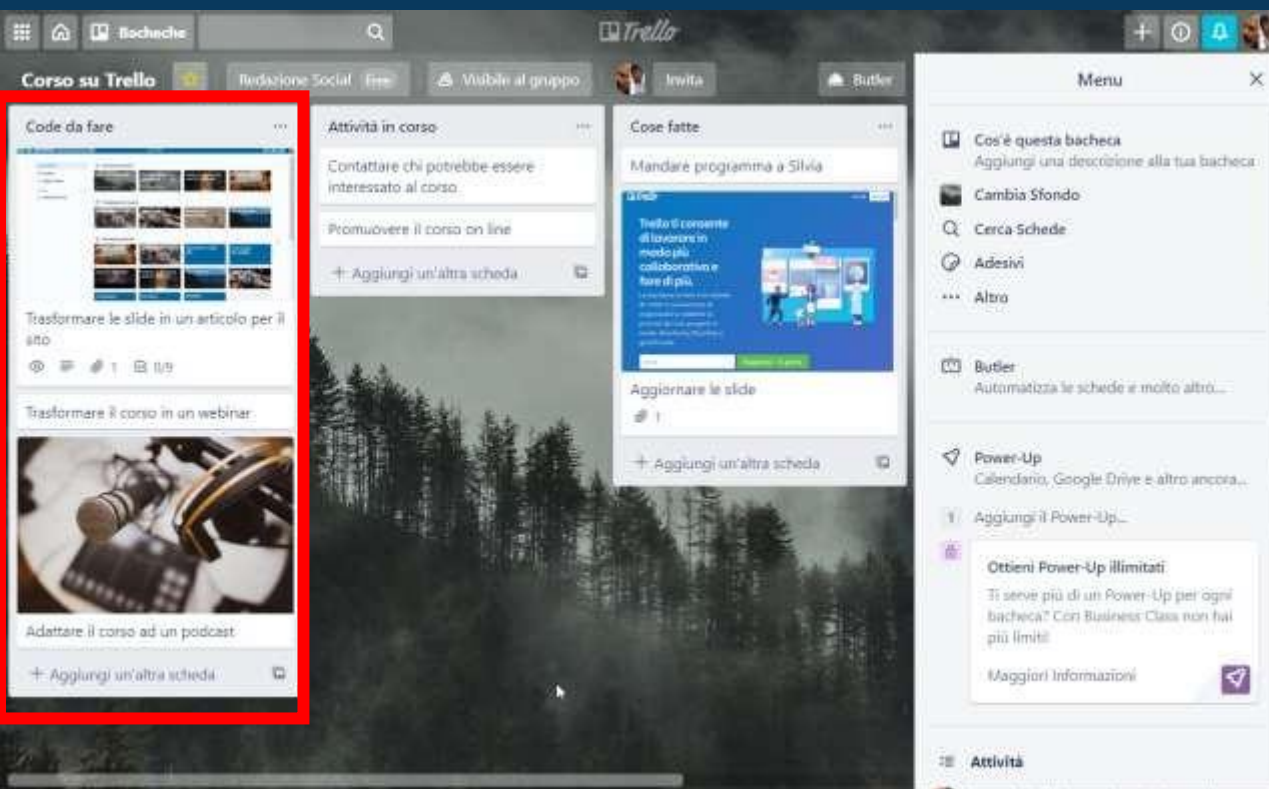 Bacheche
Trello
Corso su Trello
Redazione Social Free
Visibile al gruppo
Invita
Butler
Code da fare
Trasformare le slide in un articolo per il
sito
1
0/9
Trasformare il corso in un webinar
Adattare il corso ad un podcast
+ Aggiungi un'altra scheda
Attività in corso
Contattare chi potrebbe essere
interessato al corso
Promuovere il corso on line
+ Aggiungi un'altra scheda
Cose fatte
Mandare programma a Silvia
Trello
Trello ti consente
di lavorare in
modo più
collaborativo e
fare di più.
Aggiornare le slide
1
+ Aggiungi un'altra scheda
Menu
Cos'è questa bacheca
Aggiungi una descrizione alla tua bacheca
Cambia Sfondo
Cerca Schede
Adesivi
Altro
Butler
Automatizza le schede e molto altro...
Power-Up
Calendario, Google Drive e altro ancora...
1 Aggiungi il Power-Up...
Ottieni Power-Up illimitati
Ti serve più di un Power-Up per ogni
bacheca? Con Business Class non hai
più limiti!
Maggiori Informazioni
Attività